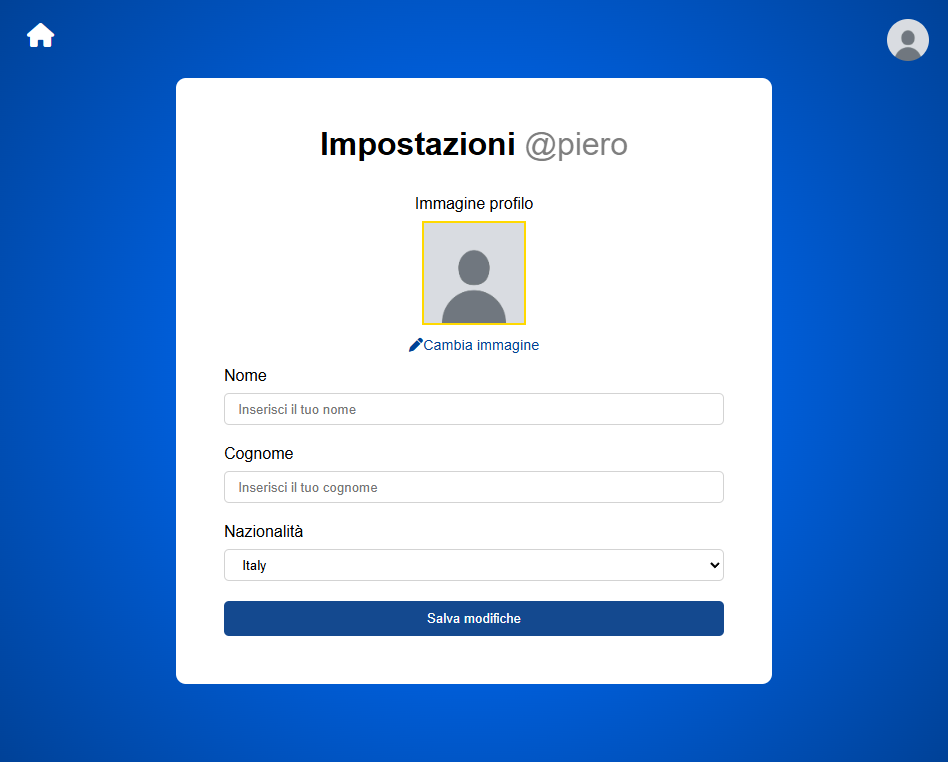 Impostazioni @piero
Immagine profilo
Cambia immagine
Nome
Inserisci il tuo nome
Cognome
Inserisci il tuo cognome
Nazionalità
Italy
Salva modifiche